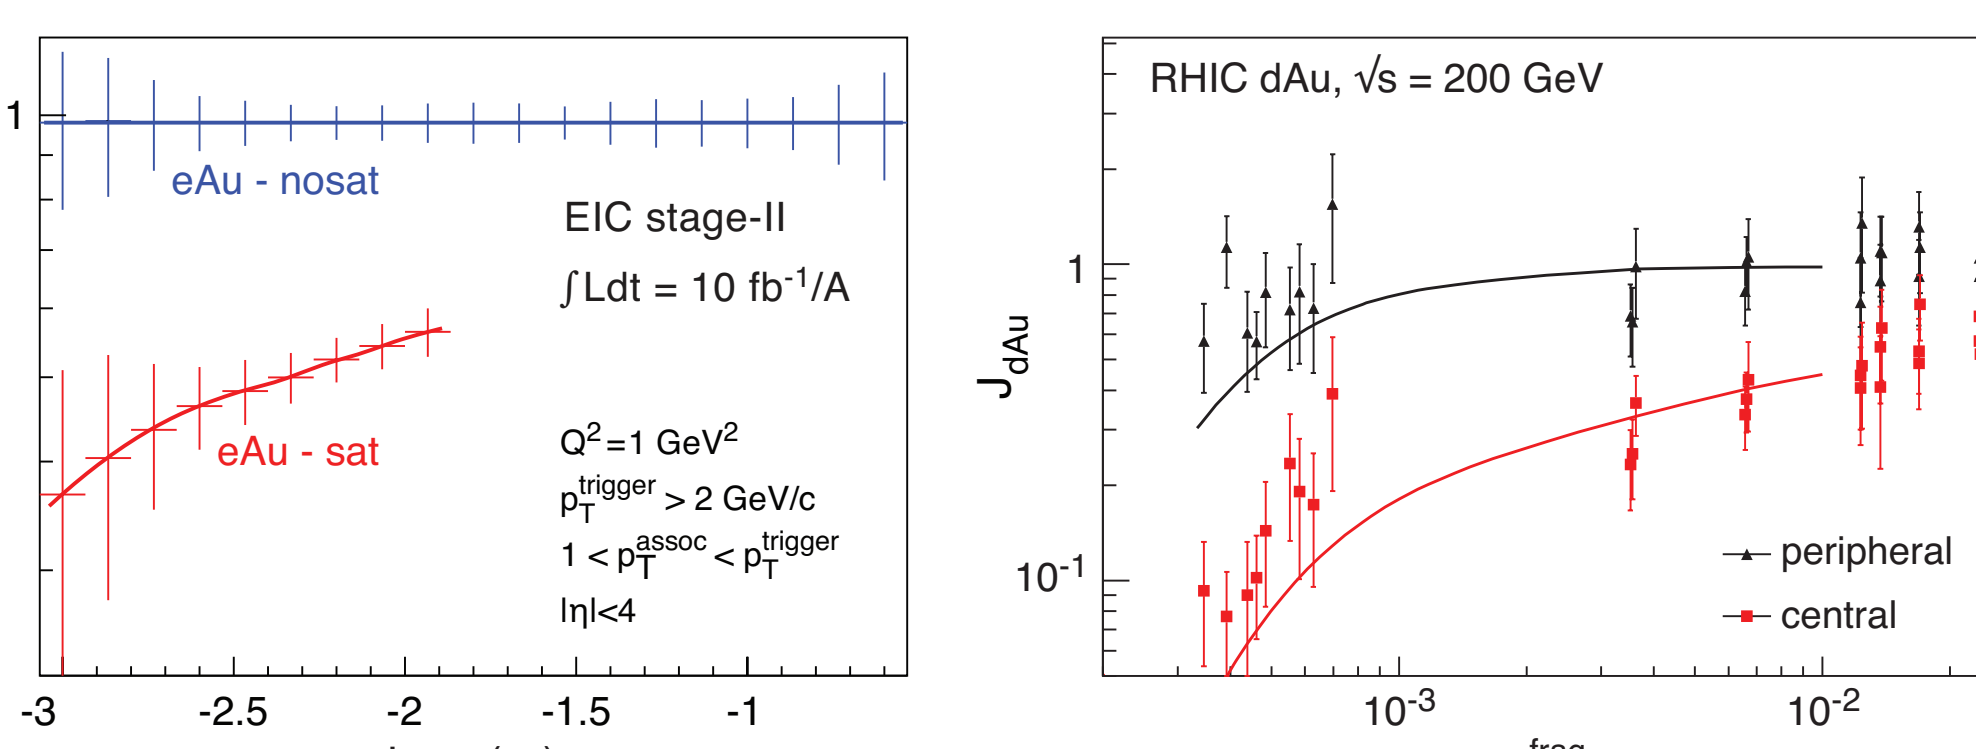 1
eAu - nosat
EIC stage-II
∫Ldt = 10 fb⁻¹/A
eAu - sat
Q²=1 GeV²
p_T^trigger > 2 GeV/c
1 < p_T^assoc < p_T^trigger
|η|<4
-3 -2.5 -2 -1.5 -1
RHIC dAu, √s = 200 GeV
J_dAu
1
10⁻¹
peripheral
central
10⁻³ 10⁻²
frag